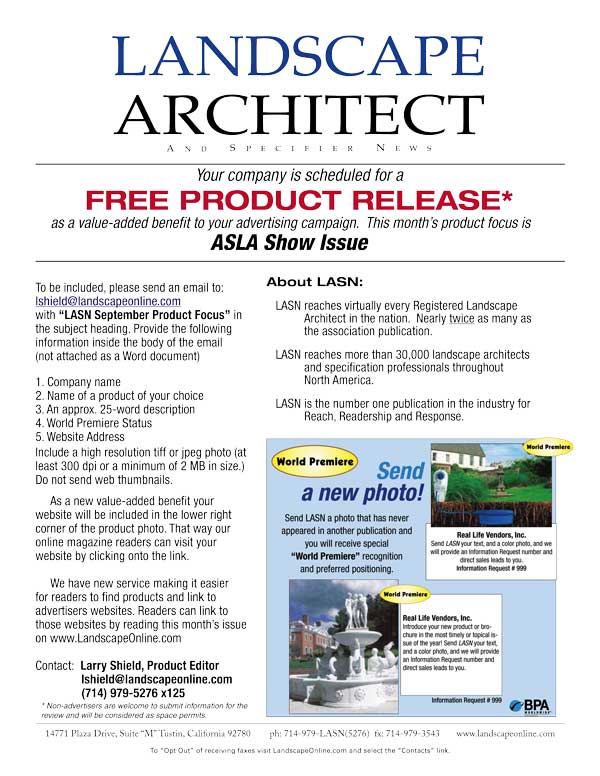 LANDSCAPE
ARCHITECT
AND SPECIFIER NEWS
Your company is scheduled for a
FREE PRODUCT RELEASE*
as a value-added benefit to your advertising campaign. This month's product focus is
ASLA Show Issue
To be included, please send an email to:
lshield@landscapeonline.com
with “LASN September Product Focus” in
the subject heading. Provide the following
information inside the body of the email
(not attached as a Word document)
1. Company name
2. Name of a product of your choice
3. An approx. 25-word description
4. World Premiere Status
5. Website Address
Include a high resolution tiff or jpeg photo (at
least 300 dpi or a minimum of 2 MB in size.)
Do not send web thumbnails.
As a new value-added benefit your
website will be included in the lower right
corner of the product photo. That way our
online magazine readers can visit your
website by clicking onto the link.
We have new service making it easier
for readers to find products and link to
advertisers websites. Readers can link to
those websites by reading this month's issue
on www.LandscapeOnline.com
Contact: Larry Shield, Product Editor
lshield@landscapeonline.com
(714) 979-5276 x125
* Non-advertisers are welcome to submit information for the
review and will be considered as space permits.
About LASN:
LASN reaches virtually every Registered Landscape
Architect in the nation. Nearly twice as many as
the association publication.
LASN reaches more than 30,000 landscape architects
and specification professionals throughout
North America.
LASN is the number one publication in the industry for
Reach, Readership and Response.
World Premiere
Send
a new photo!
Send LASN a photo that has never
appeared in another publication and
you will receive special
“World Premiere” recognition
and preferred positioning.
World Premiere
Real Life Vendors, Inc.
Send LASN your text, and a color photo, and we
will provide an Information Request number and
direct sales leads to you.
Information Request # 999
World Premiere
Real Life Vendors, Inc.
Introduce your new product or bro-
chure in the most timely or topical is-
sue of the year! Send LASN your text,
and a color photo, and we will provide
an Information Request number and
direct sales leads to you.
Information Request # 999
BPA
WORLDWIDE
14771 Plaza Drive, Suite “M” Tustin, California 92780 ph: 714-979-LASN(5276) fx: 714-979-3543 www.landscapeonline.com
To “Opt Out” of receiving faxes visit LandscapeOnline.com and select the “Contacts” link.